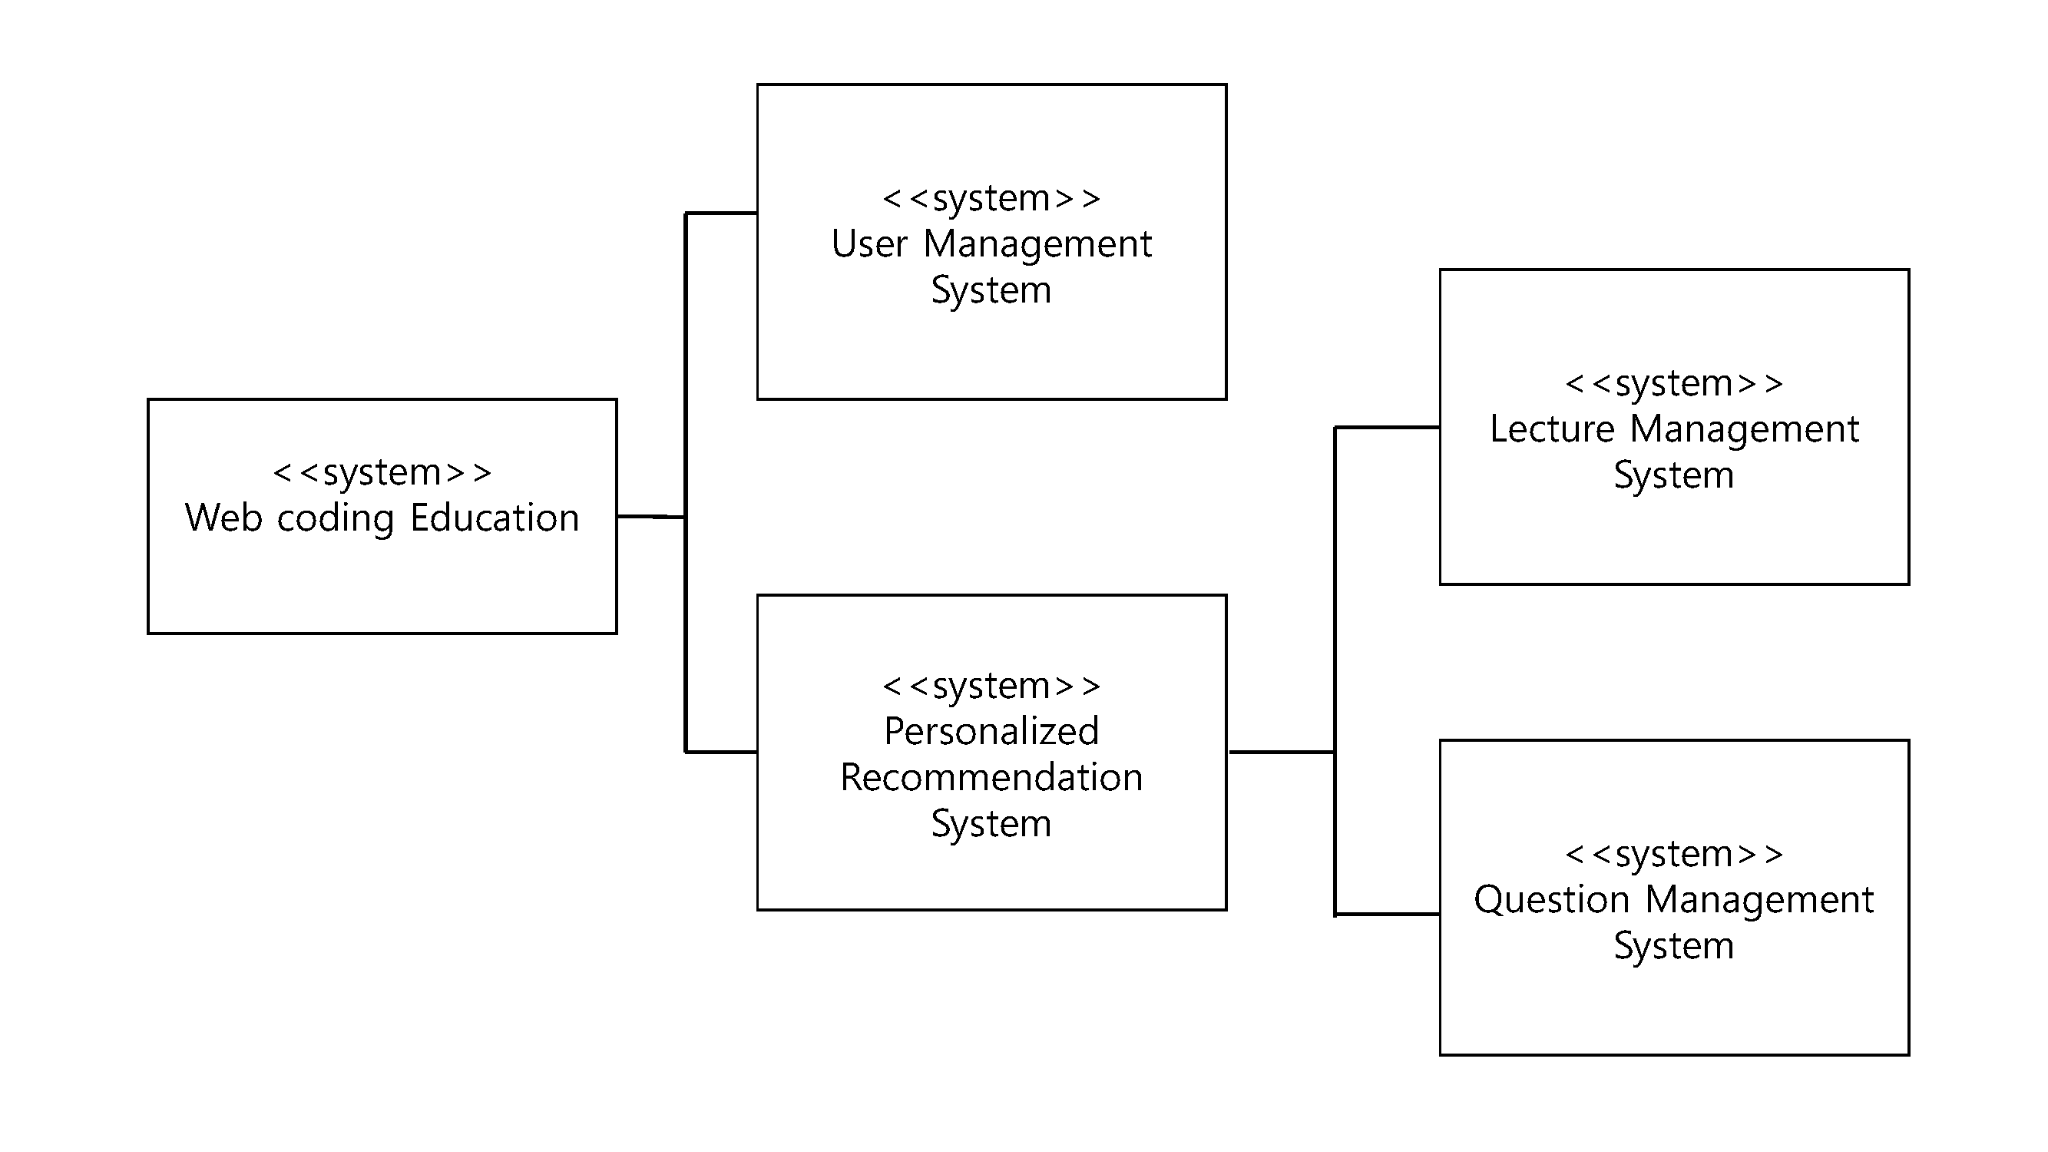 <<system>>
User Management
System
<<system>>
Web coding Education
<<system>>
Personalized
Recommendation
System
<<system>>
Lecture Management
System
<<system>>
Question Management
System